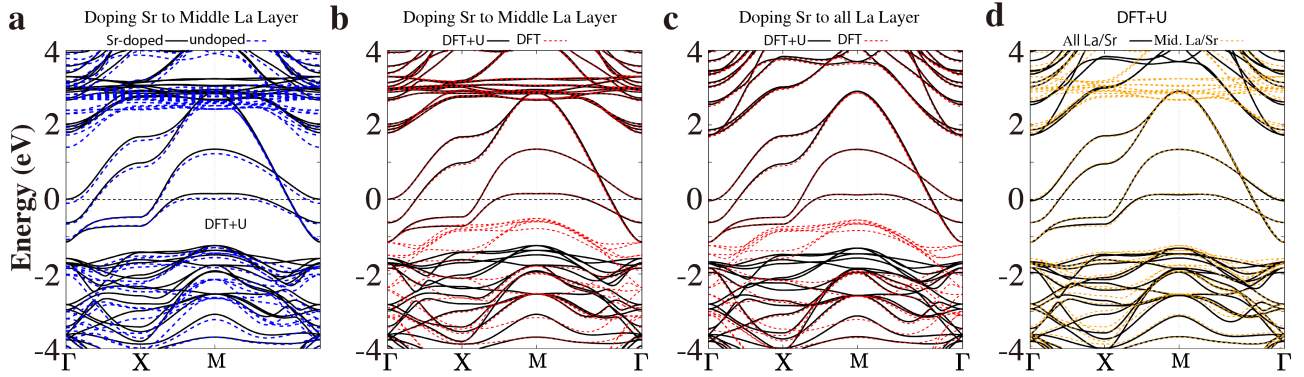 a
Doping Sr to Middle La Layer
Sr-doped undoped
b
Doping Sr to Middle La Layer
DFT+U DFT
c
Doping Sr to all La Layer
DFT+U DFT
d
DFT+U
All La/Sr Mid. La/Sr
Energy (eV)
4
2
0
-2
-4
DFT+U
Γ X M
4
2
0
-2
-4
Γ X M Γ
4
2
0
-2
-4
Γ X M Γ
4
2
0
-2
-4
Γ X M Γ